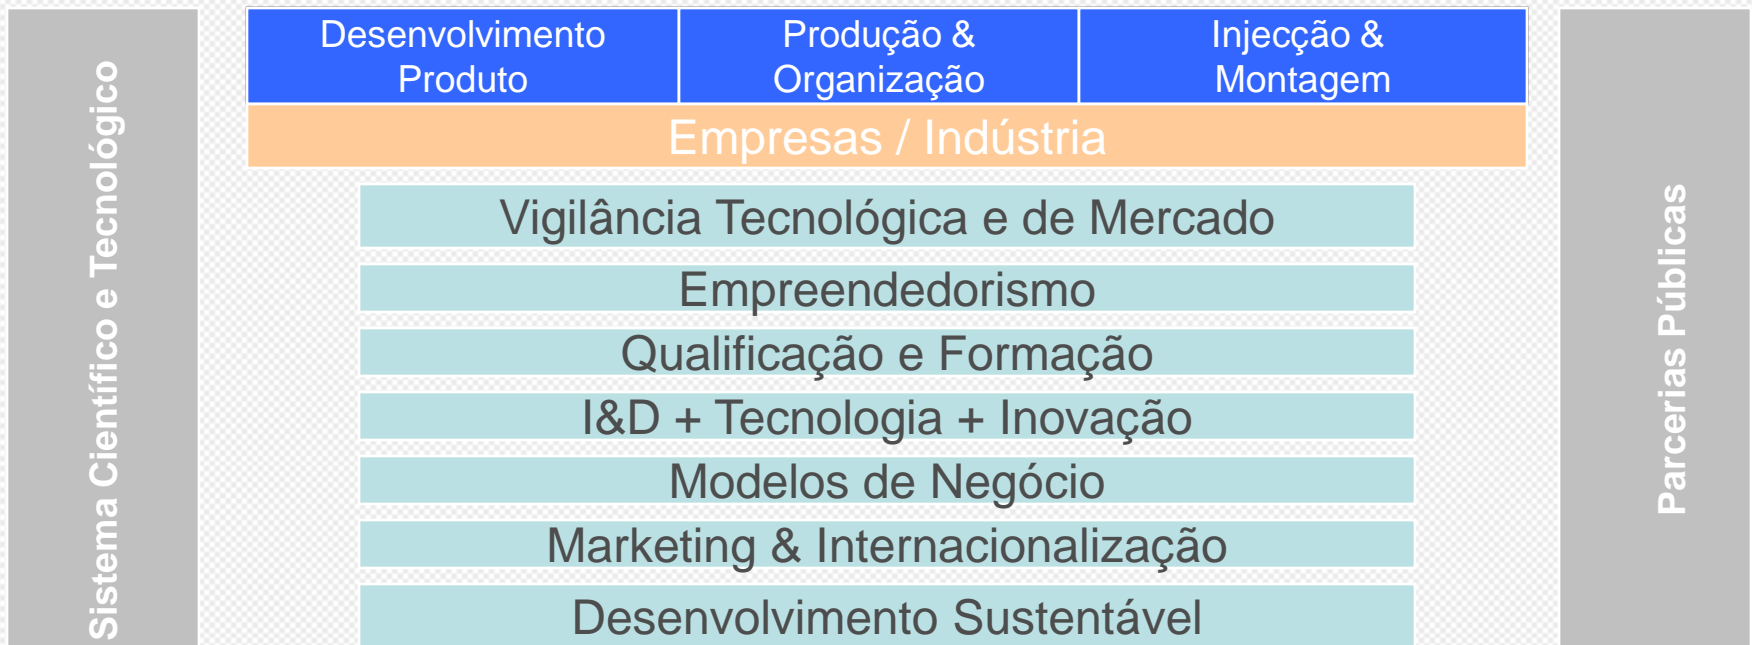 Sistema Científico e Tecnológico
Desenvolvimento
Produto
Produção &
Organização
Injecção &
Montagem
Empresas / Indústria
Vigilância Tecnológica e de Mercado
Empreendedorismo
Qualificação e Formação
I&D + Tecnologia + Inovação
Modelos de Negócio
Marketing & Internacionalização
Desenvolvimento Sustentável
Parcerias Públicas